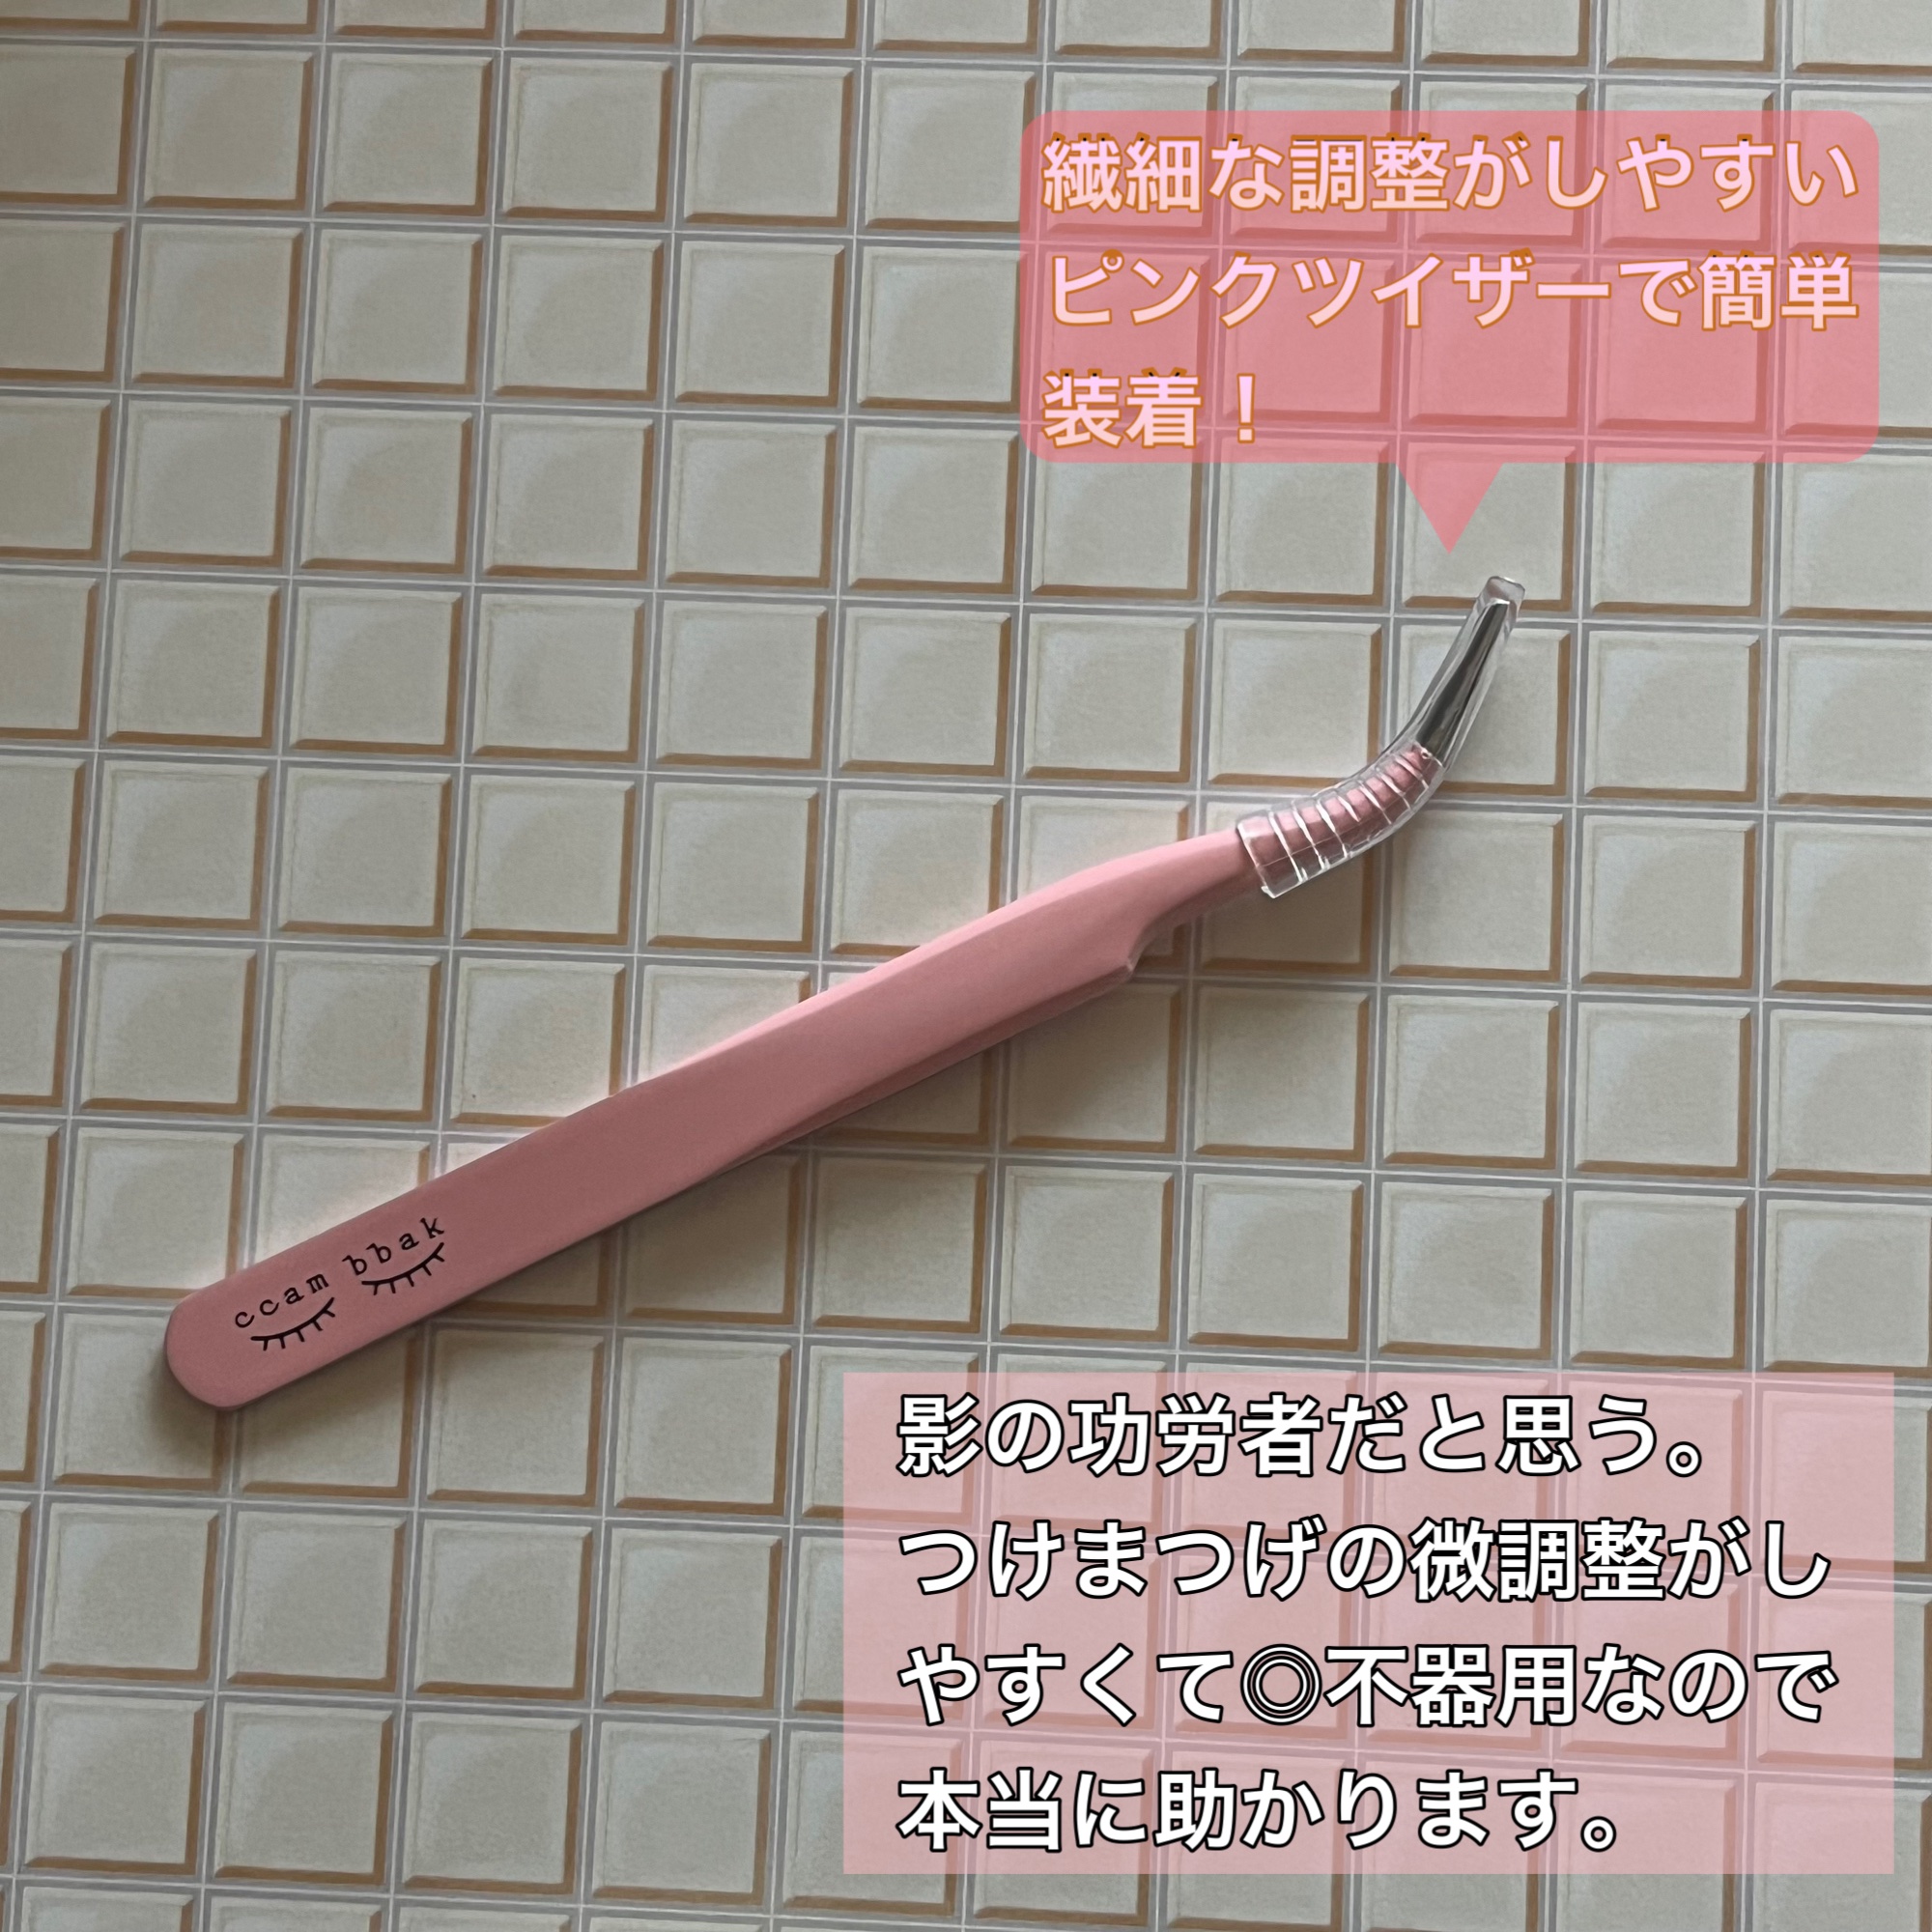 繊細な調整がしやすい
ピンクツイザーで簡単
装着！
ccam bbak
影の功労者だと思う。
つけまつげの微調整がし
やすくて◎不器用なので
本当に助かります。